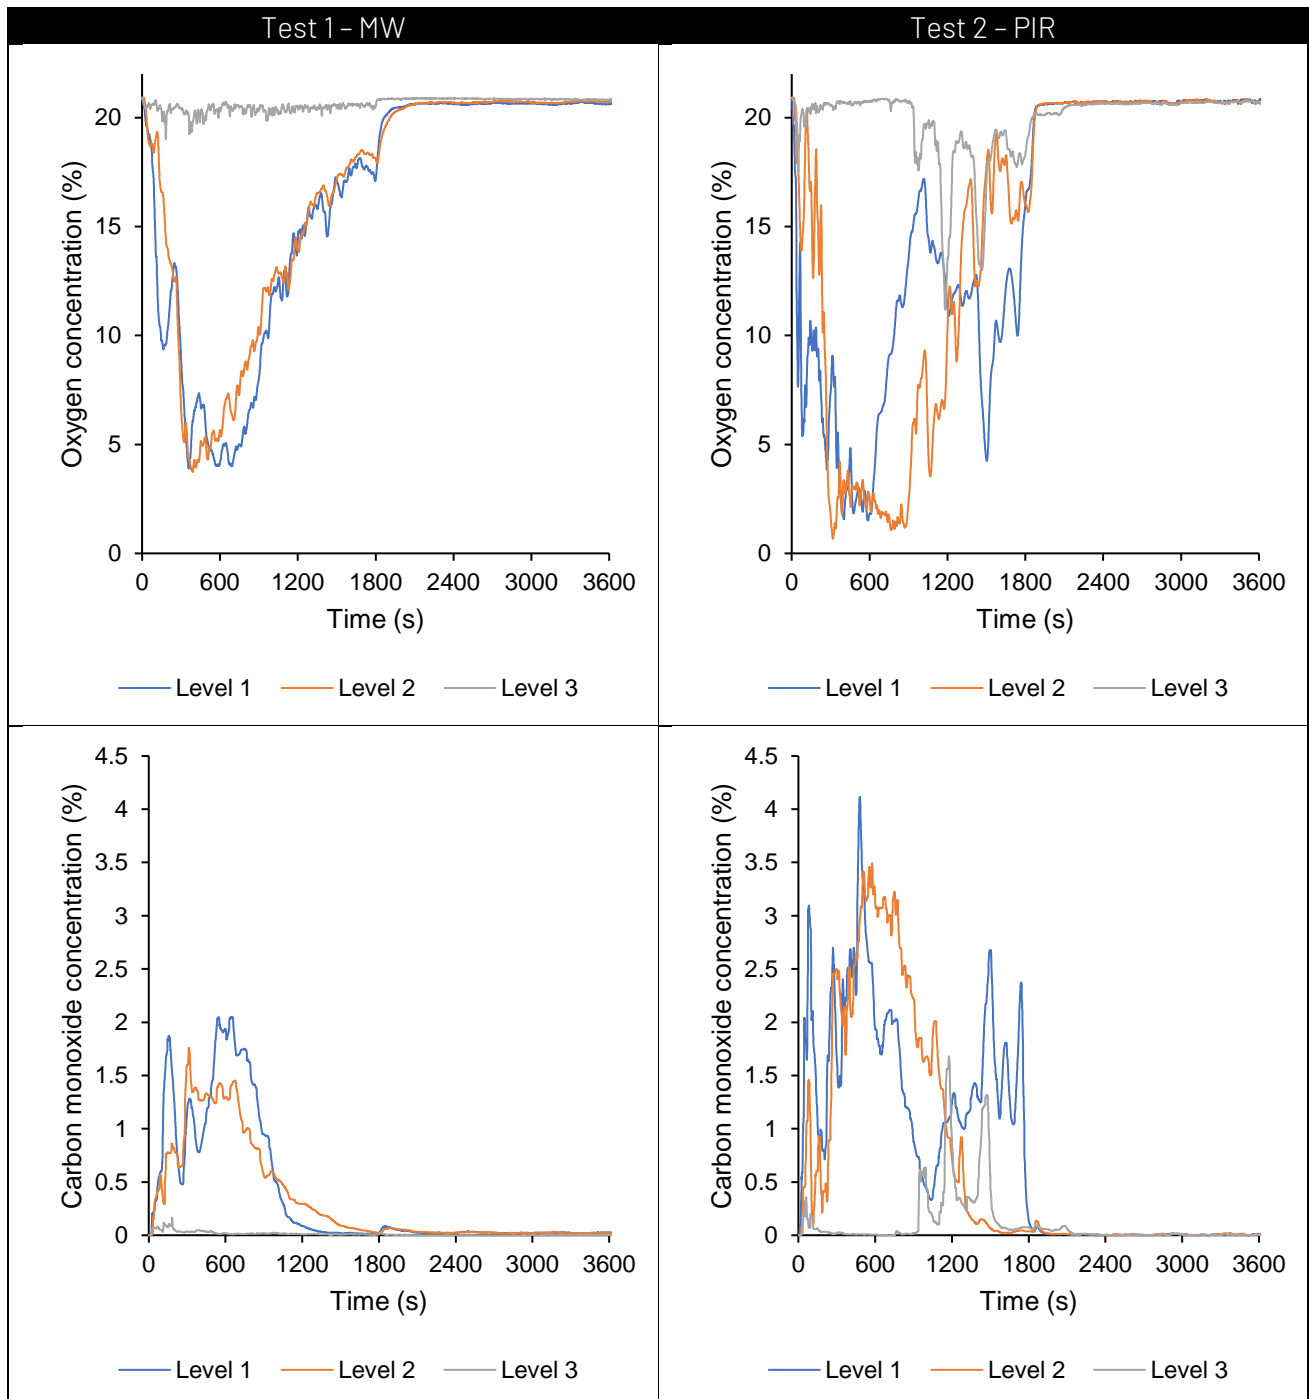 Test 1 – MW
Test 2 – PIR
Oxygen concentration (%)
20
15
10
5
0
0 600 1200 1800 2400 3000 3600
Time (s)
Level 1 Level 2 Level 3
Oxygen concentration (%)
20
15
10
5
0
0 600 1200 1800 2400 3000 3600
Time (s)
Level 1 Level 2 Level 3
Carbon monoxide concentration (%)
4.5
4
3.5
3
2.5
2
1.5
1
0.5
0
0 600 1200 1800 2400 3000 3600
Time (s)
Level 1 Level 2 Level 3
Carbon monoxide concentration (%)
4.5
4
3.5
3
2.5
2
1.5
1
0.5
0
0 600 1200 1800 2400 3000 3600
Time (s)
Level 1 Level 2 Level 3